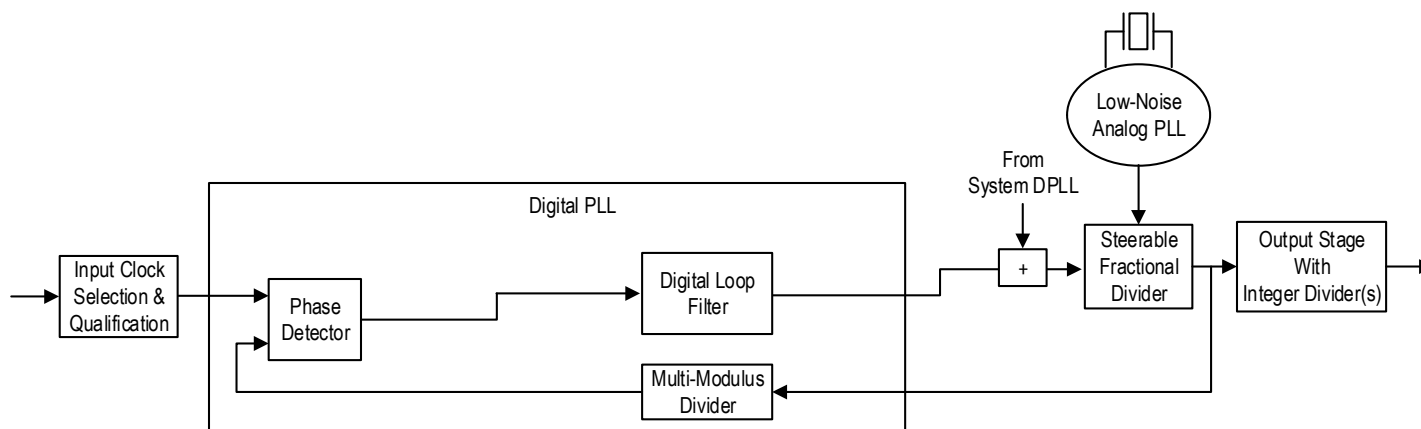 Low-Noise
Analog PLL
From
System DPLL
Digital PLL
Input Clock
Selection &
Qualification
Phase
Detector
Digital Loop
Filter
+
Steerable
Fractional
Divider
Output Stage
With
Integer Divider(s)
Multi-Modulus
Divider